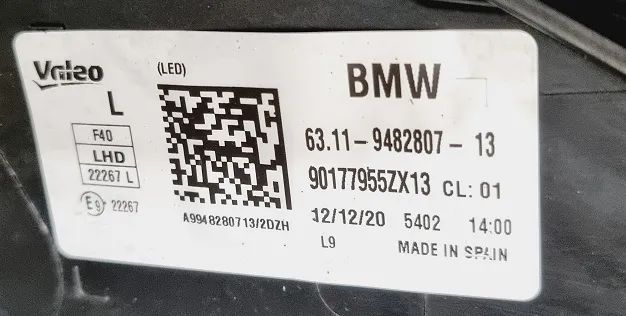 Valeo
(LED)
BMW
L
F40
LHD
22267 L
E9 22267
A9948280713/2DZH
63.11-9482807-13
90177955ZX13 CL: 01
12/12/20 5402 14:00
L9 MADE IN SPAIN